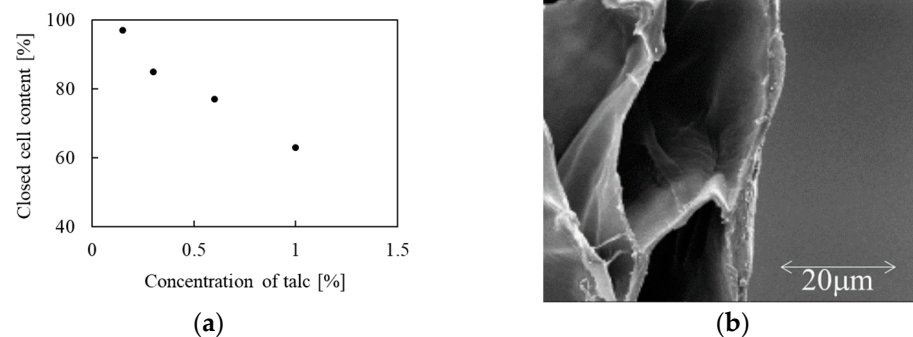 100
80
60
40
Closed cell content [%]
0
0.5
1
1.5
Concentration of talc [%]
(a)
20μm
(b)